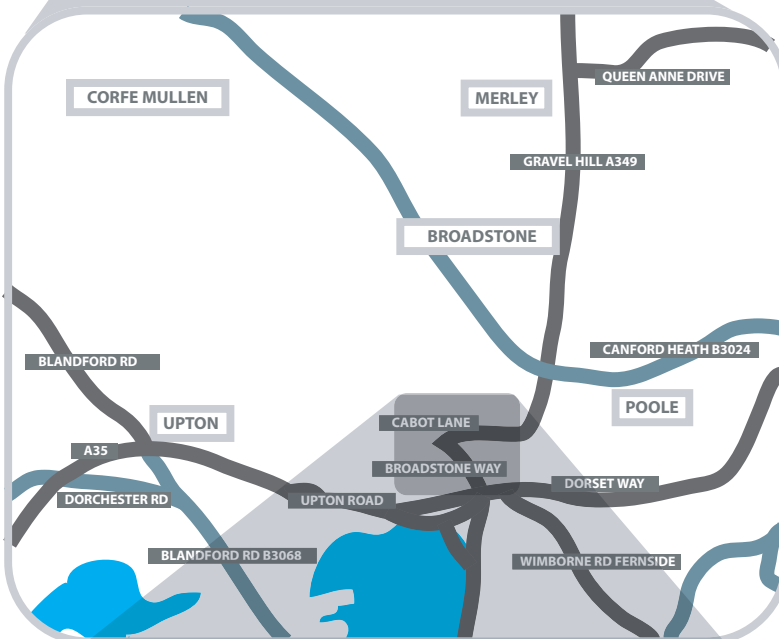 QUEEN ANNE DRIVE
CORFE MULLEN
MERLEY
GRAVEL HILL A349
BROADSTONE
CANFORD HEATH B3024
BLANDFORD RD
POOLE
UPTON
CABOT LANE
A35
BROADSTONE WAY
DORSET WAY
DORCHESTER RD
UPTON ROAD
BLANDFORD RD B3068
WIMBORNE RD FERNSIDE